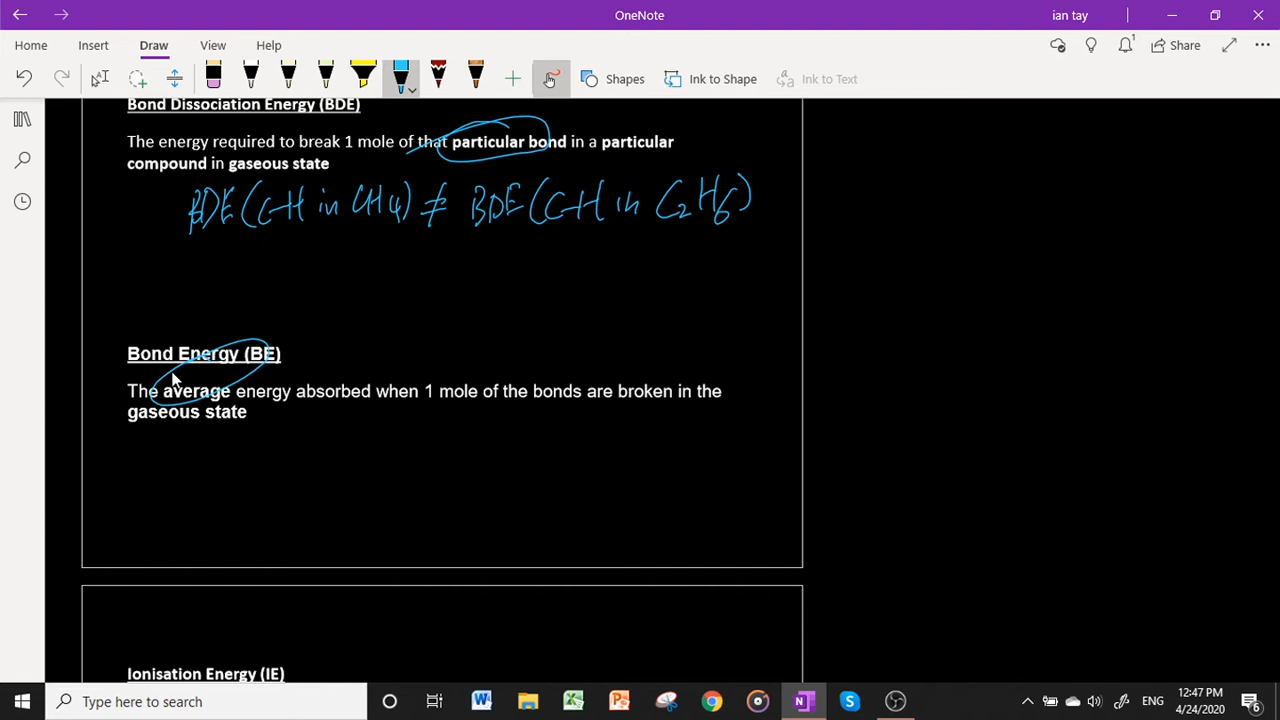 OneNote
ian tay
Home Insert Draw View Help
Share
Shapes Ink to Shape Ink to Text
Bond Dissociation Energy (BDE)
The energy required to break 1 mole of that particular bond in a particular
compound in gaseous state
BDE (C-H in CH4) ≠ BDE (C-H in C2H6)
Bond Energy (BE)
The average energy absorbed when 1 mole of the bonds are broken in the
gaseous state
Ionisation Energy (IE)
Type here to search
ENG
12:47 PM
4/24/2020
6